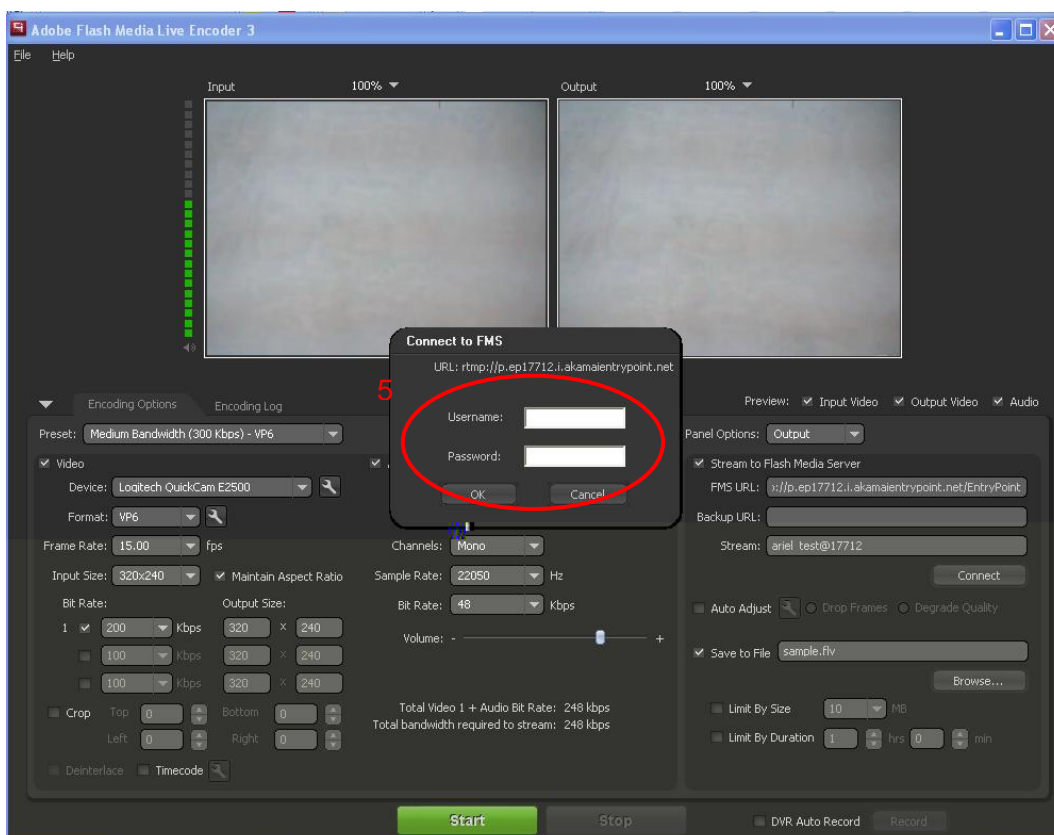 Adobe Flash Media Live Encoder 3
File Help
Input 100% Output 100%
Connect to FMS
URL: rtmp://p.ep17712.i.akamaientrypoint.net
5
Username:
Password:
OK Cancel
Encoding Options Encoding Log
Preview: Input Video Output Video Audio
Preset: Medium Bandwidth (300 Kbps) - VP6
Panel Options: Output
Video
Device: Logitech QuickCam E2500
Format: VP6
Frame Rate: 15.00 fps
Input Size: 320x240 Maintain Aspect Ratio
Bit Rate: Output Size:
1 200 Kbps 320 x 240
100 Kbps 320 x 240
100 Kbps 320 x 240
Crop Top 0 Bottom 0
Left 0 Right 0
Deinterlace Timecode
Channels: Mono
Sample Rate: 22050 Hz
Bit Rate: 48 Kbps
Volume: - +
Total Video 1 + Audio Bit Rate: 248 kbps
Total bandwidth required to stream: 248 kbps
Stream to Flash Media Server
FMS URL: ://p.ep17712.i.akamaientrypoint.net/EntryPoint
Backup URL:
Stream: ariel test@17712
Connect
Auto Adjust Drop Frames Degrade Quality
Save to File sample.flv
Browse...
Limit By Size 10 MB
Limit By Duration 1 hrs 0 min
Start Stop
DVR Auto Record Record